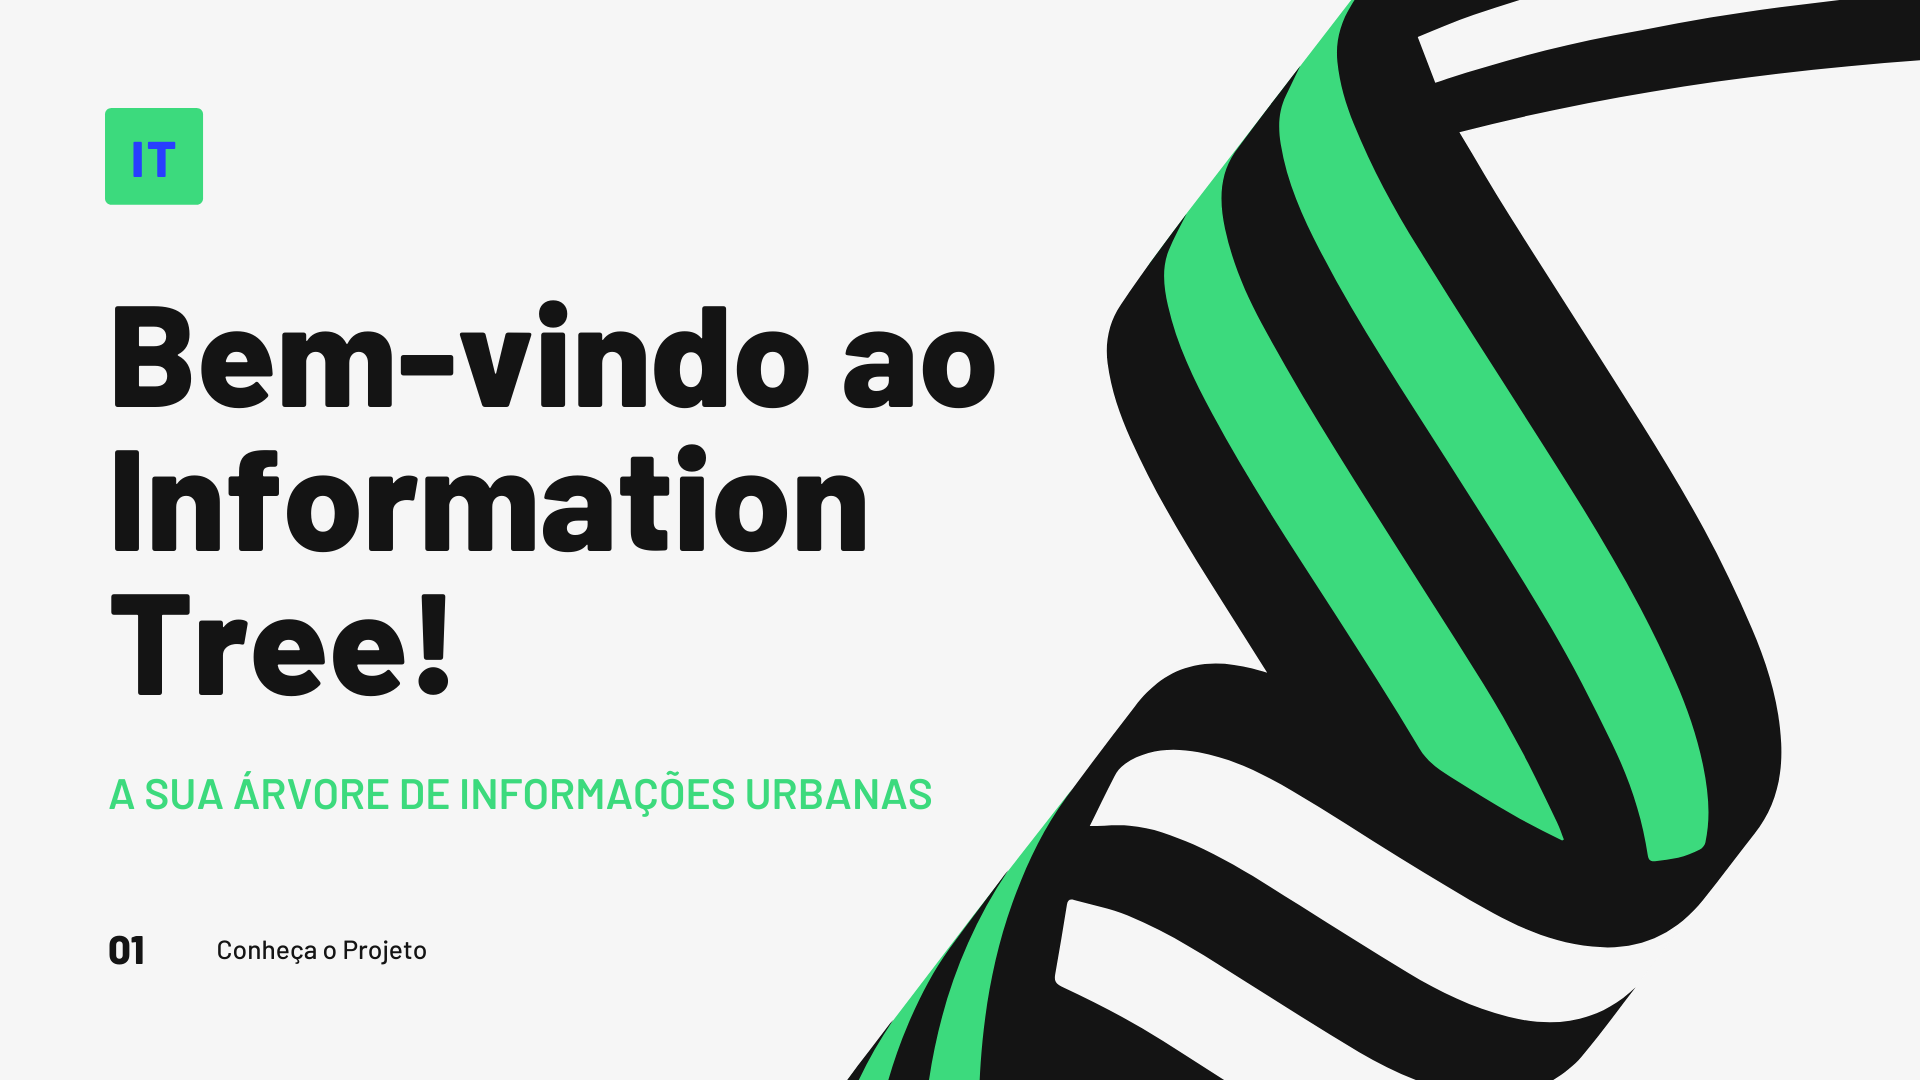 IT
Bem-vindo ao
Information
Tree!
A SUA ÁRVORE DE INFORMAÇÕES URBANAS
01 Conheça o Projeto